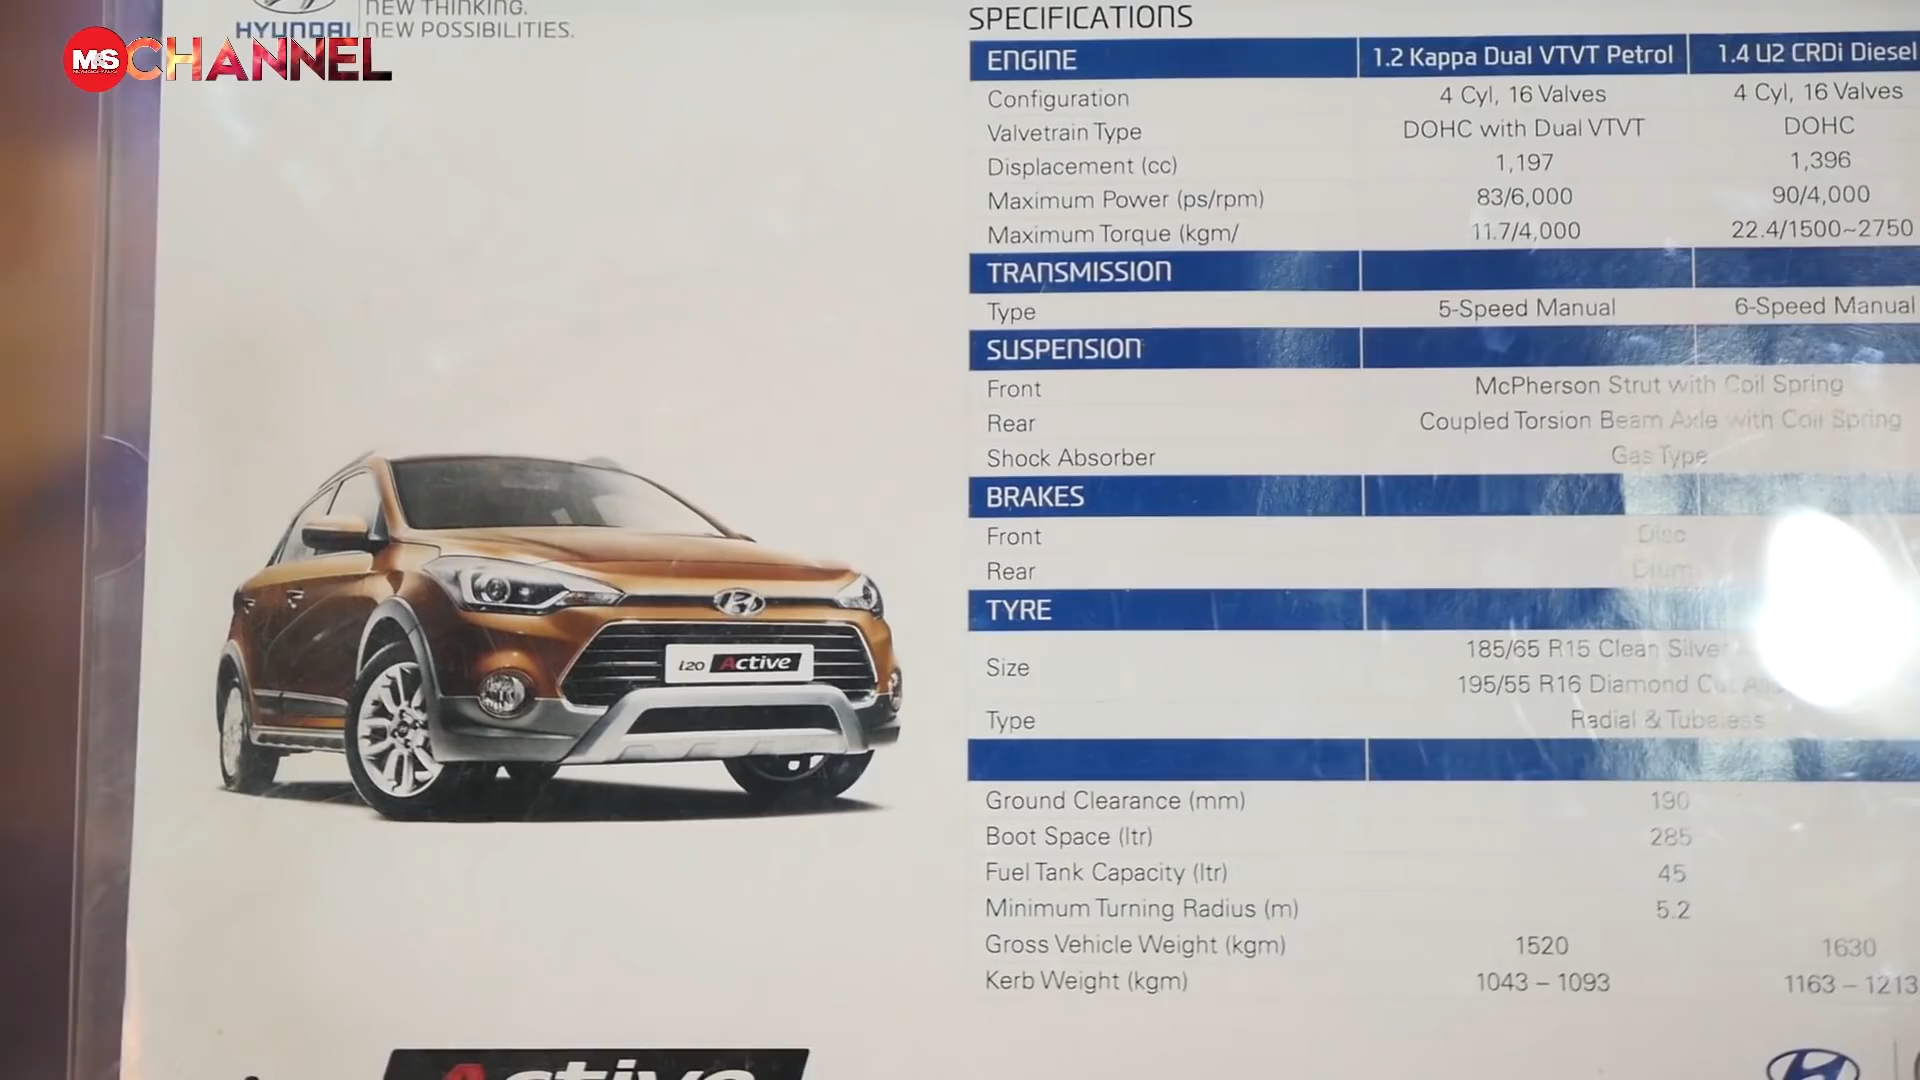 NEW THINKING.
HYUNDAI NEW POSSIBILITIES.
M&S CHANNEL
SPECIFICATIONS
ENGINE 1.2 Kappa Dual VTVT Petrol 1.4 U2 CRDi Diesel
Configuration 4 Cyl, 16 Valves 4 Cyl, 16 Valves
Valvetrain Type DOHC with Dual VTVT DOHC
Displacement (cc) 1,197 1,396
Maximum Power (ps/rpm) 83/6,000 90/4,000
Maximum Torque (kgm/ 11.7/4,000 22.4/1500~2750
TRANSMISSION
Type 5-Speed Manual 6-Speed Manual
SUSPENSION
Front McPherson Strut with Coil Spring
Rear Coupled Torsion Beam Axle with Coil Spring
Shock Absorber Gas Type
BRAKES
Front Disc
Rear Drum
TYRE
Size 185/65 R15 Clean Silver
195/55 R16 Diamond Cut
Type Radial & Tubeless
Ground Clearance (mm) 190
Boot Space (ltr) 285
Fuel Tank Capacity (ltr) 45
Minimum Turning Radius (m) 5.2
Gross Vehicle Weight (kgm) 1520 1630
Kerb Weight (kgm) 1043 – 1093 1163 – 1213
i20 Active
Active